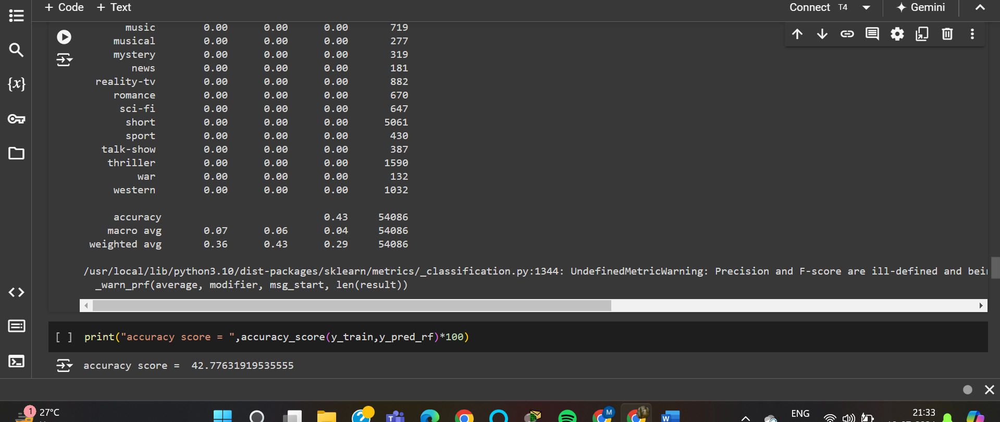 + Code + Text Connect T4 Gemini
music 0.00 0.00 0.00 719
musical 0.00 0.00 0.00 277
mystery 0.00 0.00 0.00 319
news 0.00 0.00 0.00 181
reality-tv 0.00 0.00 0.00 882
romance 0.00 0.00 0.00 670
sci-fi 0.00 0.00 0.00 647
short 0.00 0.00 0.00 5061
sport 0.00 0.00 0.00 430
talk-show 0.00 0.00 0.00 387
thriller 0.00 0.00 0.00 1590
war 0.00 0.00 0.00 132
western 0.00 0.00 0.00 1032
accuracy 0.43 54086
macro avg 0.07 0.06 0.04 54086
weighted avg 0.36 0.43 0.29 54086
/usr/local/lib/python3.10/dist-packages/sklearn/metrics/_classification.py:1344: UndefinedMetricWarning: Precision and F-score are ill-defined and bei
_warn_prf(average, modifier, msg_start, len(result))
[ ] print("accuracy score = ",accuracy_score(y_train,y_pred_rf)*100)
accuracy score = 42.77631919535555
1 27°C ENG 21:33